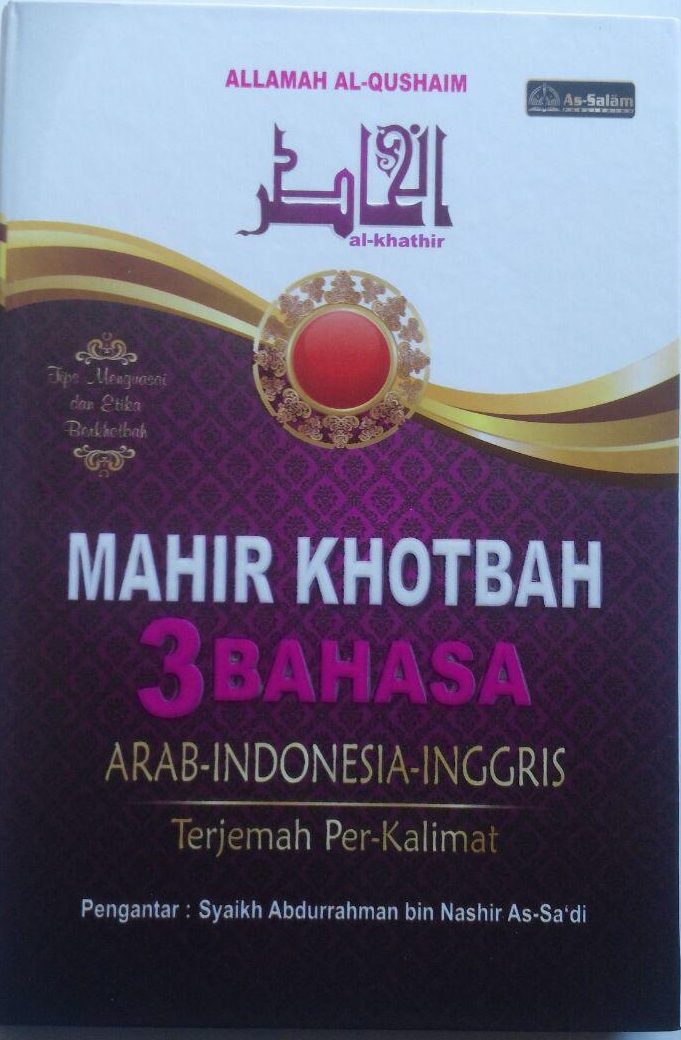 ALLAMAH AL-QUSHAIM
As-Salām
الخاطر
al-khathir
Tips Menguasai
dan Etika
Berkhotbah
MAHIR KHOTBAH
3 BAHASA
ARAB-INDONESIA-INGGRIS
Terjemah Per-Kalimat
Pengantar : Syaikh Abdurrahman bin Nashir As-Sa‘di